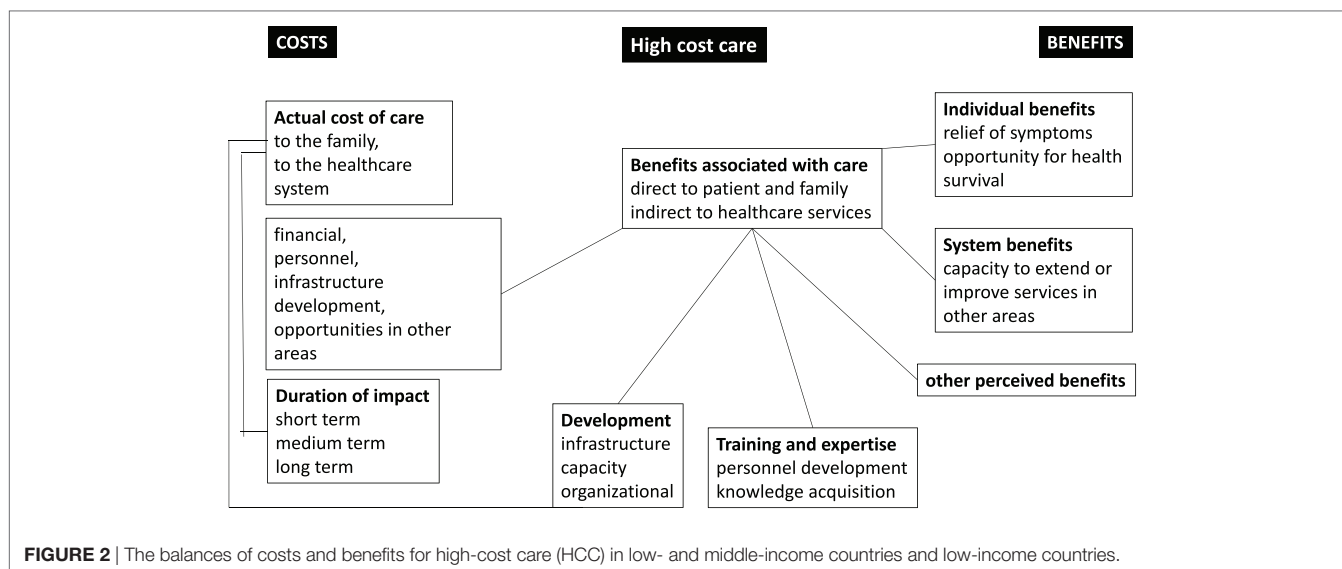 COSTS
High cost care
BENEFITS
Actual cost of care
to the family,
to the healthcare
system
financial,
personnel,
infrastructure
development,
opportunities in other
areas
Duration of impact
short term
medium term
long term
Benefits associated with care
direct to patient and family
indirect to healthcare services
Development
infrastructure
capacity
organizational
Training and expertise
personnel development
knowledge acquisition
Individual benefits
relief of symptoms
opportunity for health
survival
System benefits
capacity to extend or
improve services in
other areas
other perceived benefits
FIGURE 2 | The balances of costs and benefits for high-cost care (HCC) in low- and middle-income countries and low-income countries.